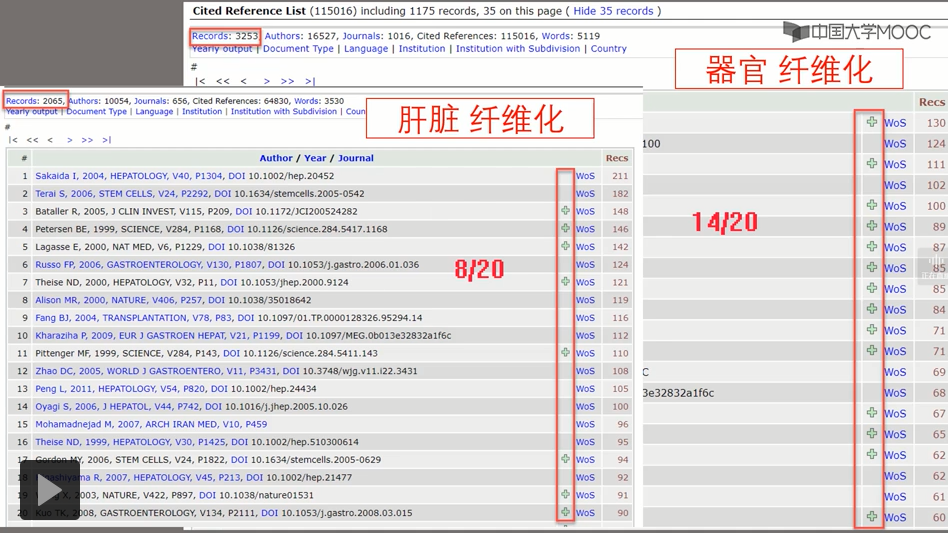 Cited Reference List (115016) including 1175 records, 35 on this page ( Hide 35 records )
中国大学MOOC
Records: 3253, Authors: 16527, Journals: 1016, Cited References: 115016, Words: 5119
Yearly output | Document Type | Language | Institution | Institution with Subdivision | Country
器官 纤维化
#
|< << < > >> >|
Records: 2065, Authors: 10054, Journals: 656, Cited References: 64830, Words: 3530
Yearly output | Document Type | Language | Institution | Institution with Subdivision | Coun
肝脏 纤维化
#
|< << < > >> >|
# Author / Year / Journal Recs
1 Sakaida I, 2004, HEPATOLOGY, V40, P1304, DOI 10.1002/hep.20452 WoS 211
2 Terai S, 2006, STEM CELLS, V24, P2292, DOI 10.1634/stemcells.2005-0542 WoS 182
3 Bataller R, 2005, J CLIN INVEST, V115, P209, DOI 10.1172/JCI200524282 WoS 148
4 Petersen BE, 1999, SCIENCE, V284, P1168, DOI 10.1126/science.284.5417.1168 WoS 146
5 Lagasse E, 2000, NAT MED, V6, P1229, DOI 10.1038/81326 WoS 142
6 Russo FP, 2006, GASTROENTEROLOGY, V130, P1807, DOI 10.1053/j.gastro.2006.01.036 WoS 124
7 Theise ND, 2000, HEPATOLOGY, V32, P11, DOI 10.1053/jhep.2000.9124 WoS 121
8 Alison MR, 2000, NATURE, V406, P257, DOI 10.1038/35018642 WoS 119
9 Fang BJ, 2004, TRANSPLANTATION, V78, P83, DOI 10.1097/01.TP.0000128326.95294.14 WoS 116
10 Kharaziha P, 2009, EUR J GASTROEN HEPAT, V21, P1199, DOI 10.1097/MEG.0b013e32832a1f6c WoS 112
11 Pittenger MF, 1999, SCIENCE, V284, P143, DOI 10.1126/science.284.5411.143 WoS 110
12 Zhao DC, 2005, WORLD J GASTROENTERO, V11, P3431, DOI 10.3748/wjg.v11.i22.3431 WoS 108
13 Peng L, 2011, HEPATOLOGY, V54, P820, DOI 10.1002/hep.24434 WoS 105
14 Oyagi S, 2006, J HEPATOL, V44, P742, DOI 10.1016/j.jhep.2005.10.026 WoS 100
15 Mohamadnejad M, 2007, ARCH IRAN MED, V10, P459 WoS 96
16 Theise ND, 1999, HEPATOLOGY, V30, P1425, DOI 10.1002/hep.510300614 WoS 95
17 Gordon MY, 2006, STEM CELLS, V24, P1822, DOI 10.1634/stemcells.2005-0629 WoS 94
R, 2007, HEPATOLOGY, V45, P213, DOI 10.1002/hep.21477 WoS 92
X, 2003, NATURE, V422, P897, DOI 10.1038/nature01531 WoS 91
Kuo TK, 2008, GASTROENTEROLOGY, V134, P2111, DOI 10.1053/j.gastro.2008.03.015 WoS 90
8/20
Recs
WoS 130
100 WoS 124
WoS 111
WoS 102
WoS 100
WoS 89
WoS 87
WoS 85
WoS 85
WoS 84
WoS 71
WoS 71
C WoS 69
3e32832a1f6c WoS 68
WoS 67
WoS 65
WoS 62
WoS 62
WoS 61
WoS 60
14/20